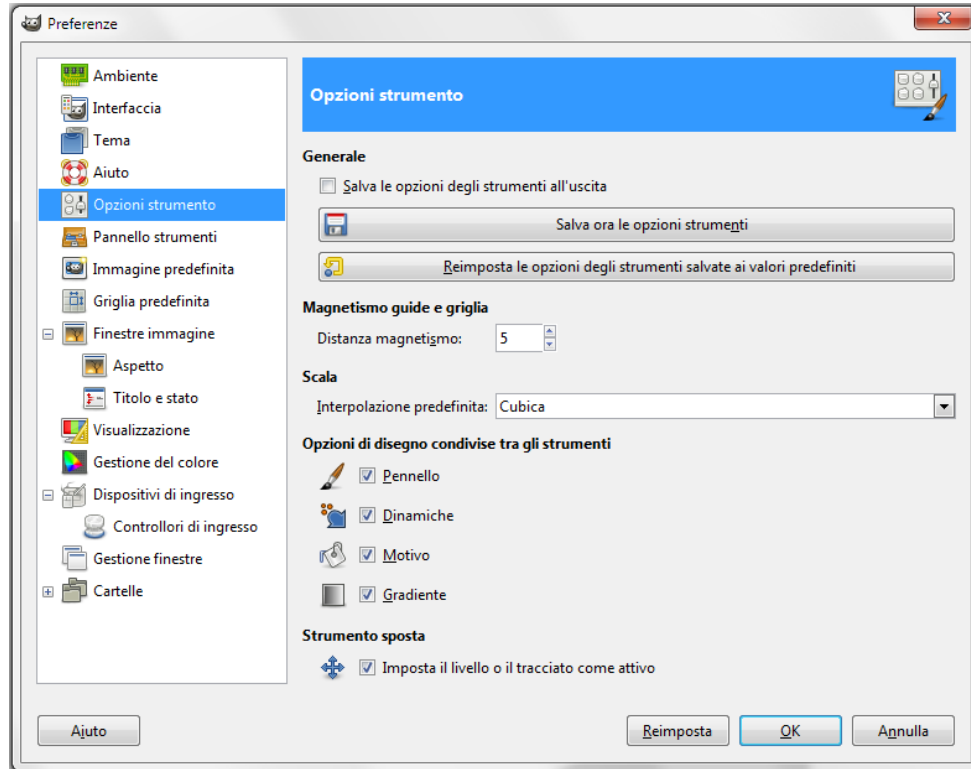 Preferenze
Ambiente
Interfaccia
Tema
Aiuto
Opzioni strumento
Pannello strumenti
Immagine predefinita
Griglia predefinita
Finestre immagine
Aspetto
Titolo e stato
Visualizzazione
Gestione del colore
Dispositivi di ingresso
Controllori di ingresso
Gestione finestre
Cartelle
Opzioni strumento
Generale
Salva le opzioni degli strumenti all'uscita
Salva ora le opzioni strumenti
Reimposta le opzioni degli strumenti salvate ai valori predefiniti
Magnetismo guide e griglia
Distanza magnetismo: 5
Scala
Interpolazione predefinita: Cubica
Opzioni di disegno condivise tra gli strumenti
Pennello
Dinamiche
Motivo
Gradiente
Strumento sposta
Imposta il livello o il tracciato come attivo
Aiuto
Reimposta
OK
Annulla